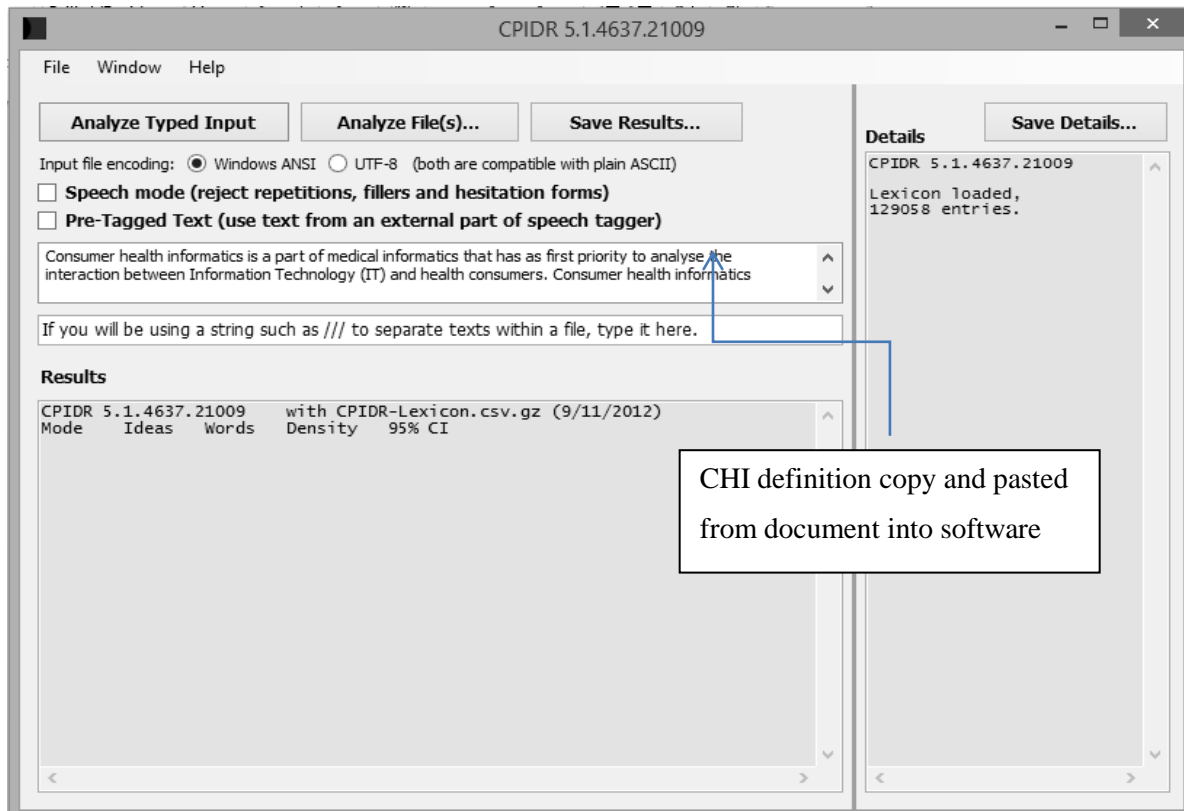 CPIDR 5.1.4637.21009
File Window Help
Analyze Typed Input Analyze File(s)... Save Results...
Input file encoding: Windows ANSI UTF-8 (both are compatible with plain ASCII)
Speech mode (reject repetitions, fillers and hesitation forms)
Pre-Tagged Text (use text from an external part of speech tagger)
Consumer health informatics is a part of medical informatics that has as first priority to analyse the
interaction between Information Technology (IT) and health consumers. Consumer health informatics
If you will be using a string such as /// to separate texts within a file, type it here.
Results
CPIDR 5.1.4637.21009 with CPIDR-Lexicon.csv.gz (9/11/2012)
Mode Ideas Words Density 95% CI
Details Save Details...
CPIDR 5.1.4637.21009
Lexicon loaded,
129058 entries.
CHI definition copy and pasted
from document into software